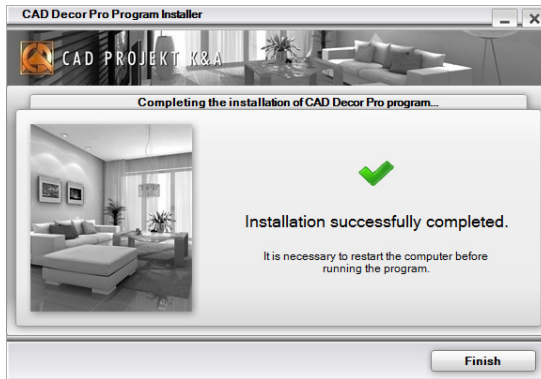 CAD Decor Pro Program Installer
CAD PROJEKT K&A
Completing the installation of CAD Decor Pro program...
Installation successfully completed.
It is necessary to restart the computer before
running the program.
Finish